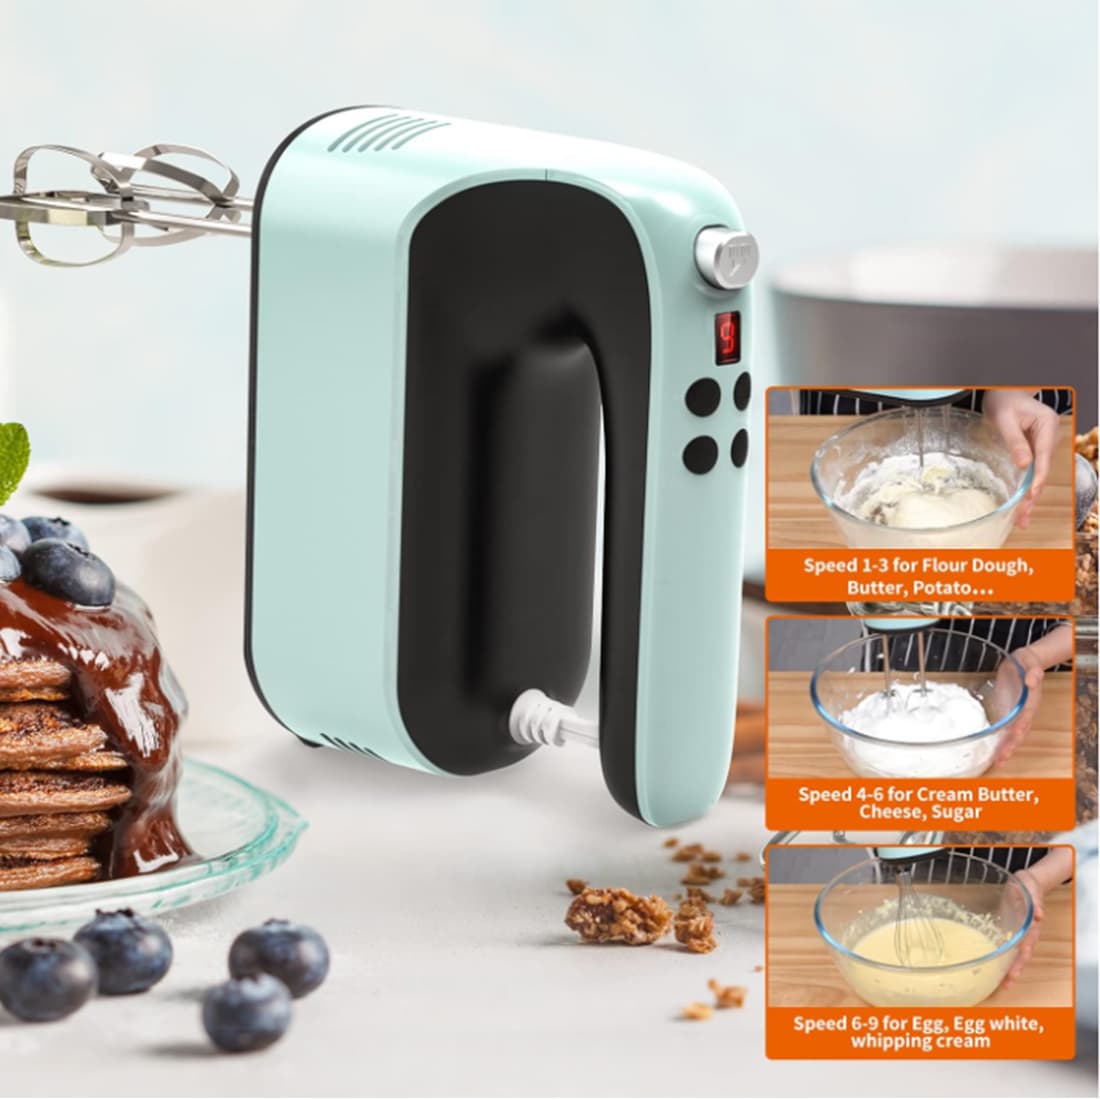 9
Speed 1-3 for Flour Dough,
Butter, Potato...
Speed 4-6 for Cream Butter,
Cheese, Sugar
Speed 6-9 for Egg, Egg white,
whipping cream